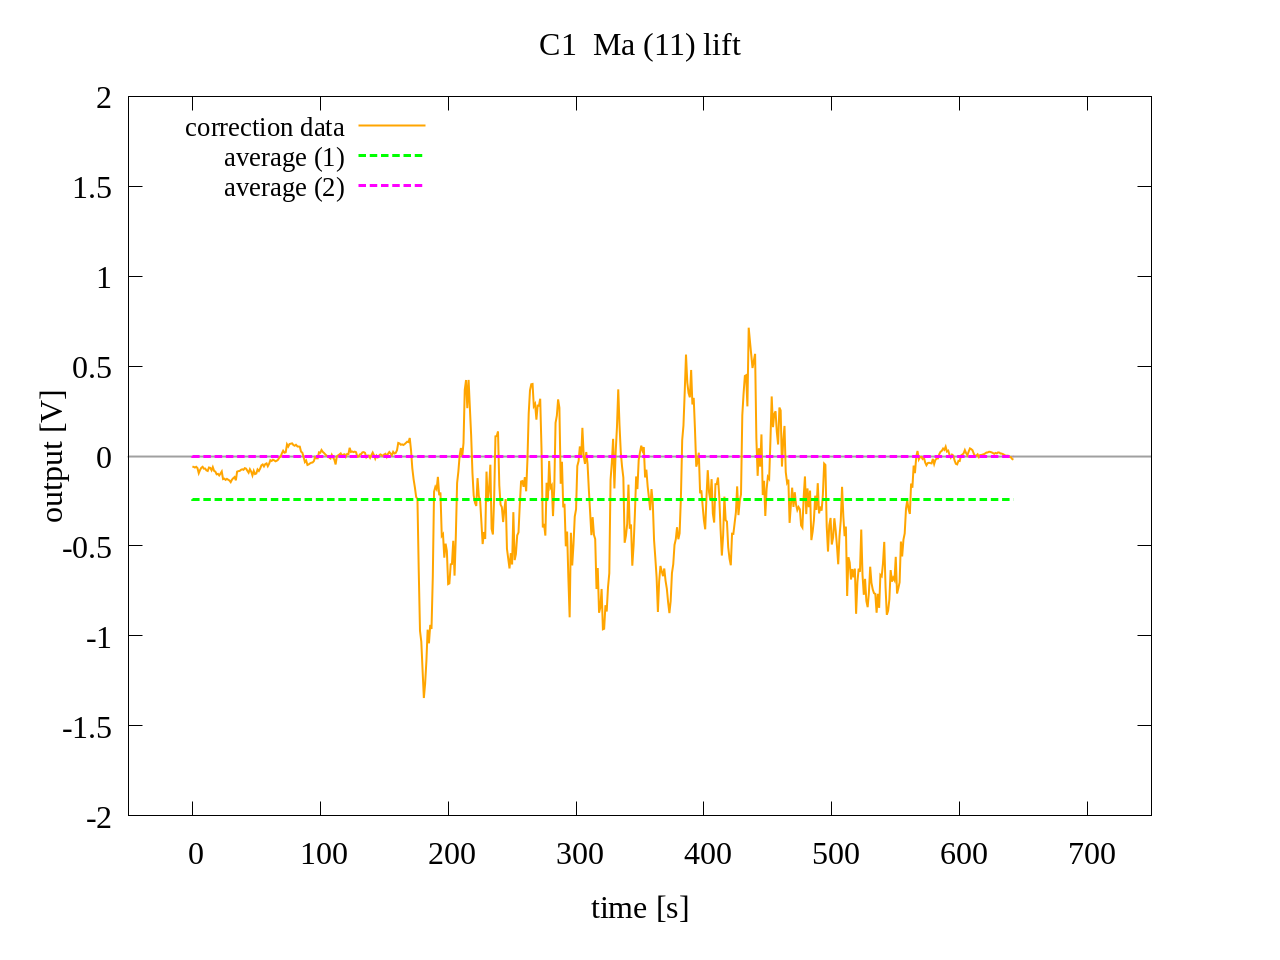 C1  Ma (11) lift
correction data
average (1)
average (2)
2
1.5
1
0.5
0
-0.5
-1
-1.5
-2
output [V]
0 100 200 300 400 500 600 700
time [s]